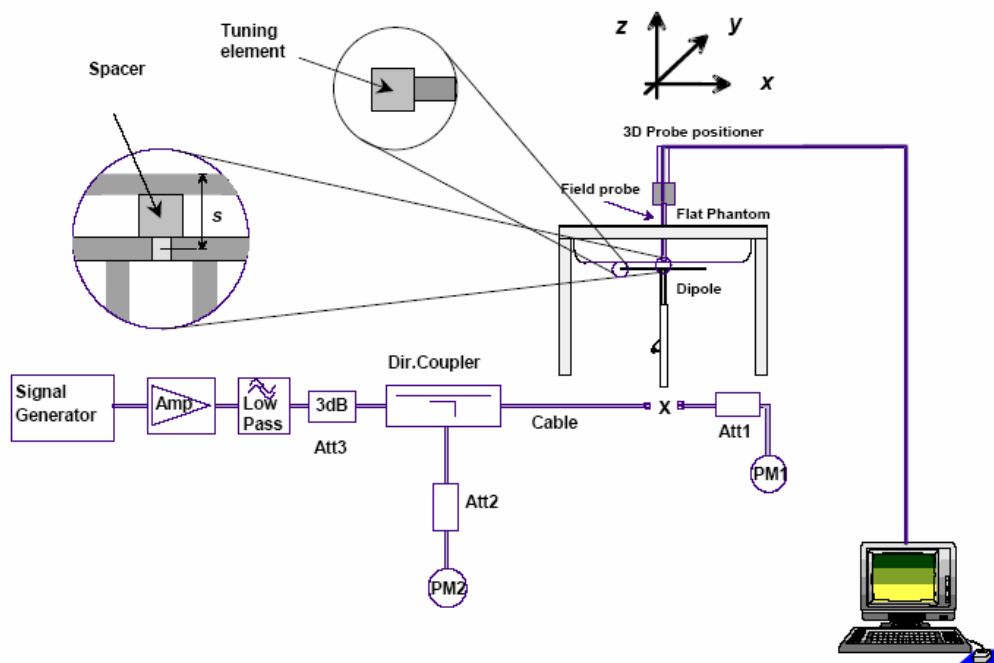 Tuning
element
Spacer
s
z
y
x
3D Probe positioner
Field probe
Flat Phantom
Dipole
Dir.Coupler
Signal
Generator
Amp
Low
Pass
3dB
Att3
Cable
x
Att1
PM1
Att2
PM2